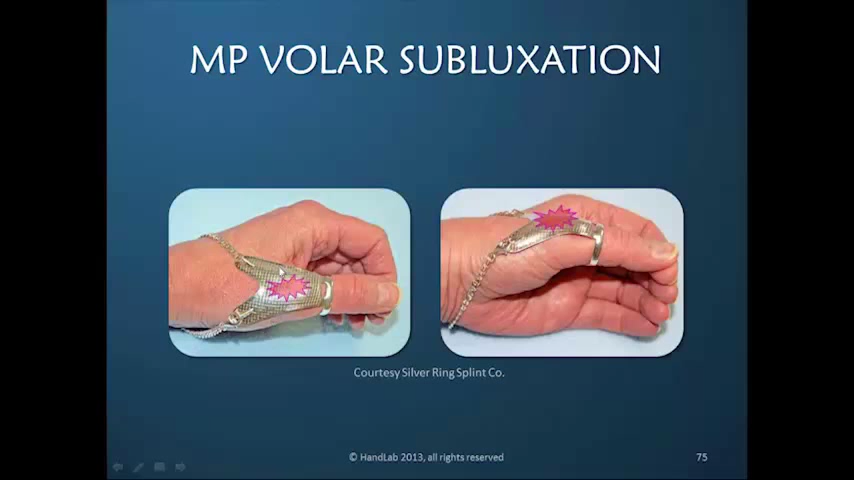 MP VOLAR SUBLUXATION
Courtesy Silver Ring Splint Co.
© HandLab 2013, all rights reserved
75